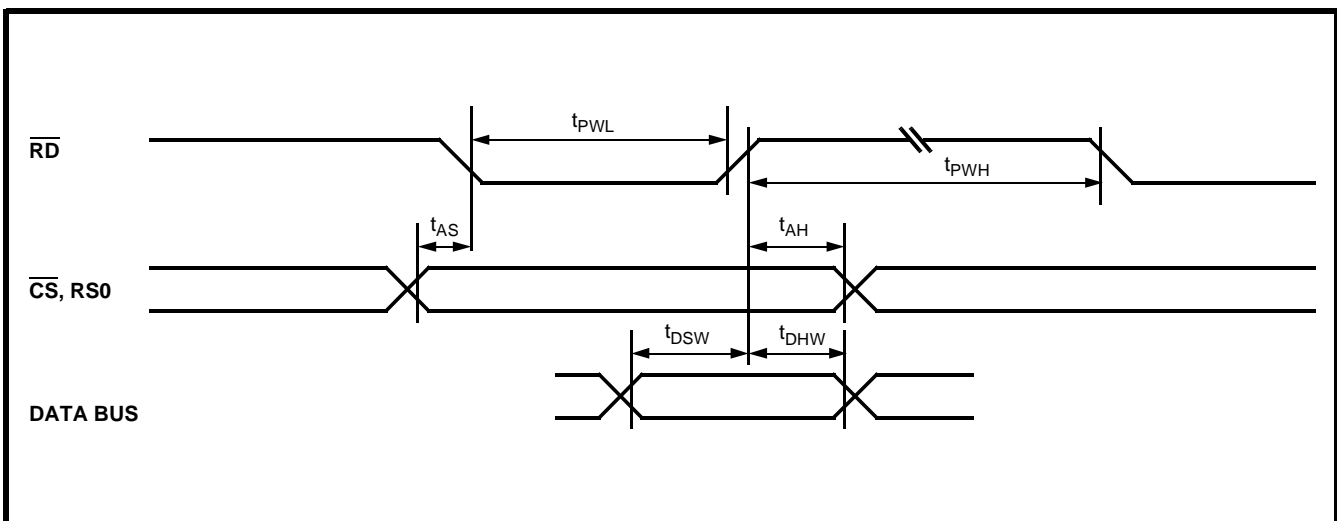 tPWL
RD
tPWH
tAS
tAH
CS, RS0
tDSW
tDHW
DATA BUS